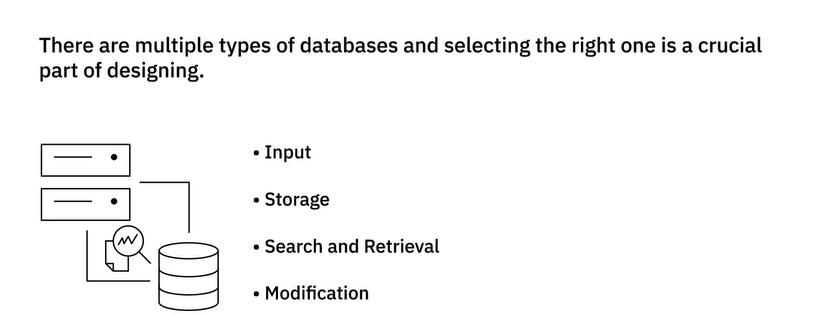 There are multiple types of databases and selecting the right one is a crucial
part of designing.
• Input
• Storage
• Search and Retrieval
• Modification